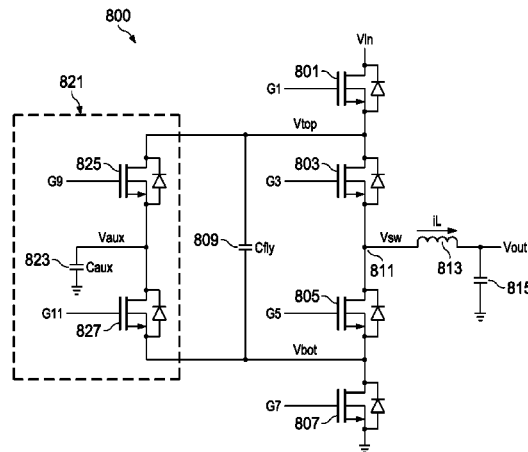 800
Vin
801
G1
821
Vtop
825
803
G9
G3
Vaux
809
Cfly
iL
Vsw
Vout
823
Caux
811
813
815
805
G11
G5
827
Vbot
G7
807